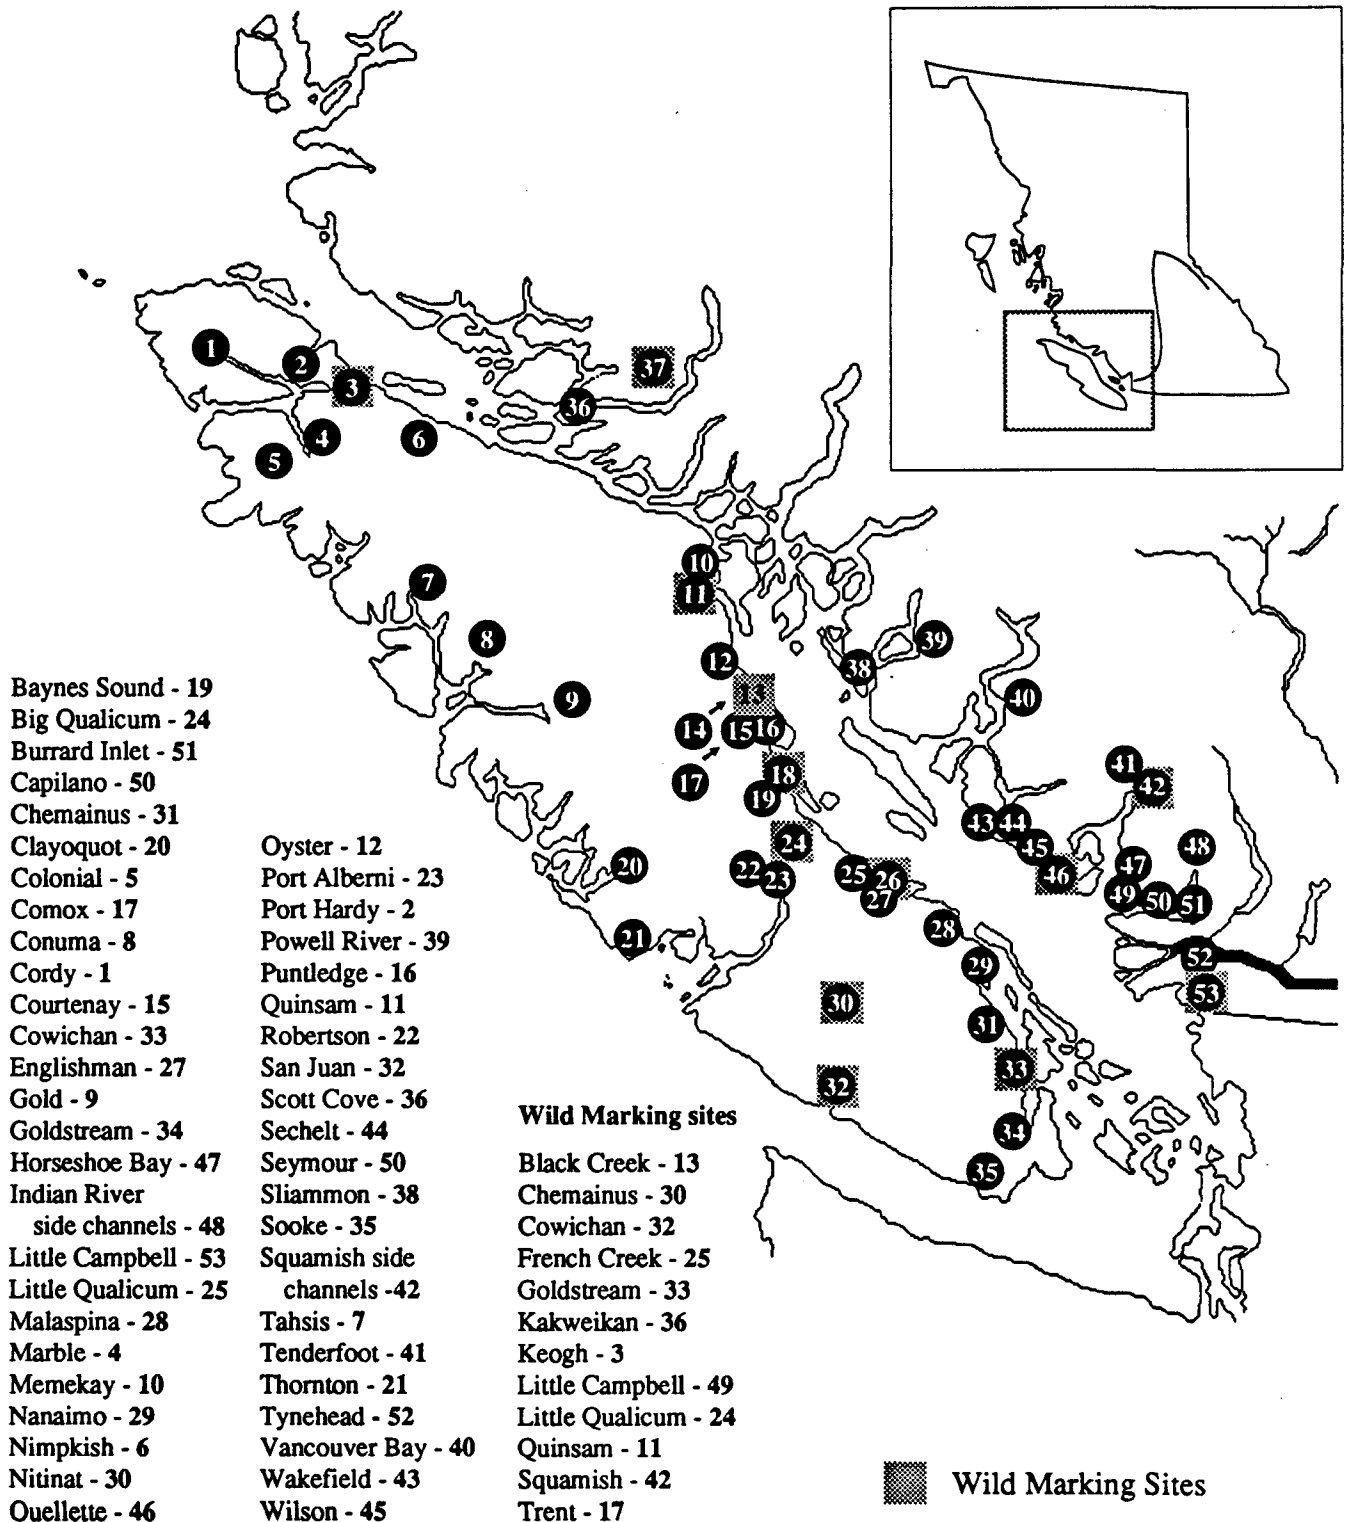 1
2
3
37
36
4
6
5
38
10
11
7
8
39
12
9
40
13
14
15
16
17
18
19
41
42
43
44
45
46
48
47
49
50
51
24
22
23
25
26
27
20
21
28
29
52
53
30
31
32
33
34
35
Baynes Sound - 19
Big Qualicum - 24
Burrard Inlet - 51
Capilano - 50
Chemainus - 31
Clayoquot - 20
Colonial - 5
Comox - 17
Conuma - 8
Cordy - 1
Courtenay - 15
Cowichan - 33
Englishman - 27
Gold - 9
Goldstream - 34
Horseshoe Bay - 47
Indian River
side channels - 48
Little Campbell - 53
Little Qualicum - 25
Malaspina - 28
Marble - 4
Memekay - 10
Nanaimo - 29
Nimpkish - 6
Nitinat - 30
Ouellette - 46
Oyster - 12
Port Alberni - 23
Port Hardy - 2
Powell River - 39
Puntledge - 16
Quinsam - 11
Robertson - 22
San Juan - 32
Scott Cove - 36
Sechelt - 44
Seymour - 50
Sliammon - 38
Sooke - 35
Squamish side
channels -42
Tahsis - 7
Tenderfoot - 41
Thornton - 21
Tynehead - 52
Vancouver Bay - 40
Wakefield - 43
Wilson - 45
Wild Marking sites
Black Creek - 13
Chemainus - 30
Cowichan - 32
French Creek - 25
Goldstream - 33
Kakweikan - 36
Keogh - 3
Little Campbell - 49
Little Qualicum - 24
Quinsam - 11
Squamish - 42
Trent - 17
Wild Marking Sites